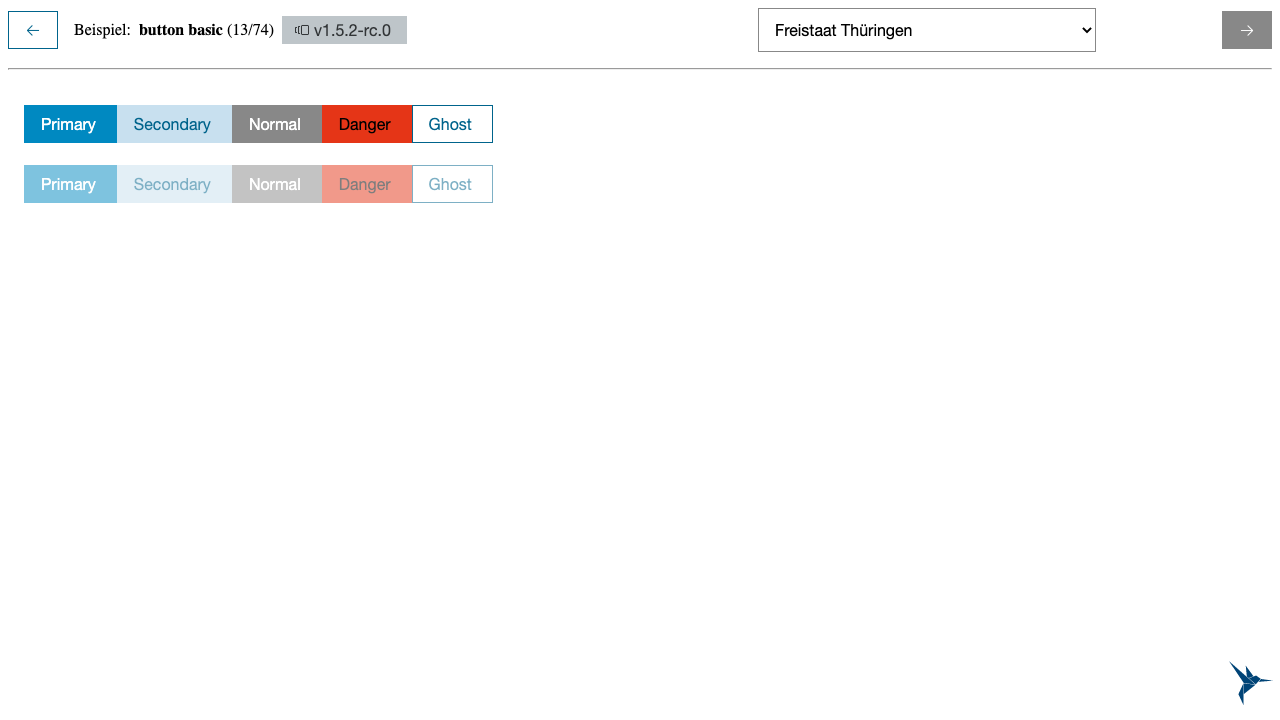 Beispiel: button basic (13/74) v1.5.2-rc.0 Freistaat Thüringen
Primary Secondary Normal Danger Ghost
Primary Secondary Normal Danger Ghost